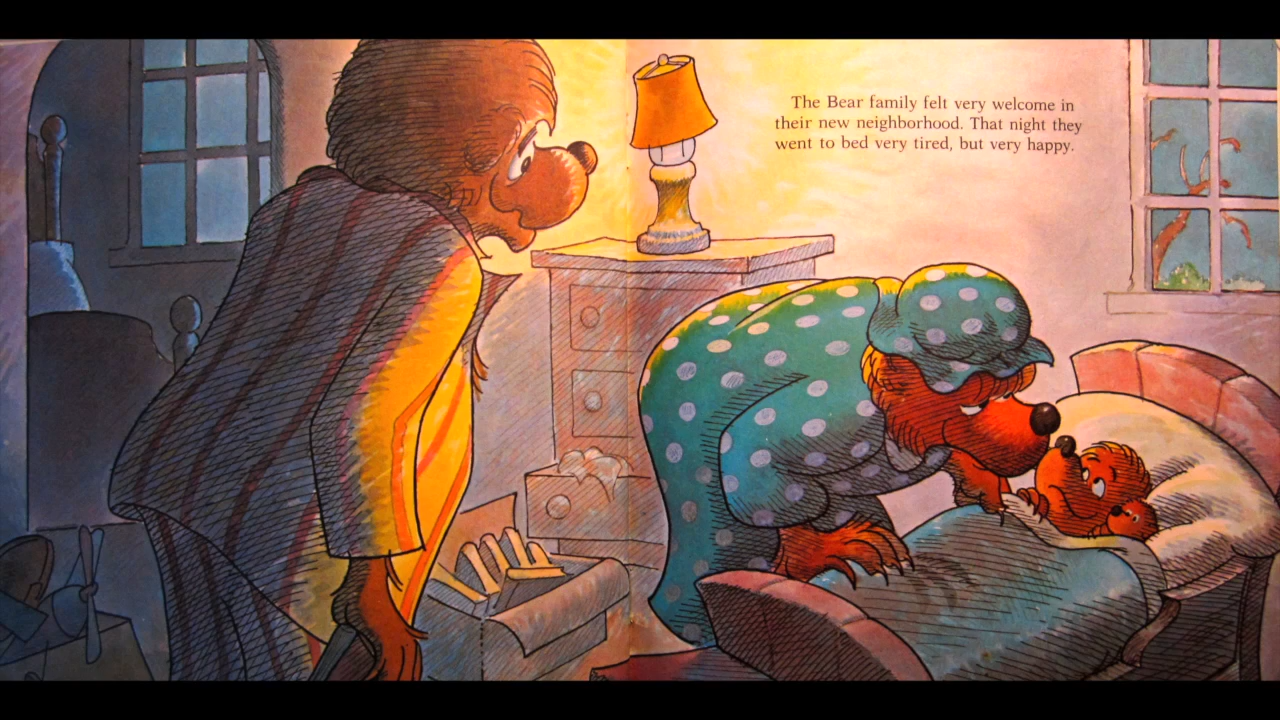 The Bear family felt very welcome in
their new neighborhood. That night they
went to bed very tired, but very happy.